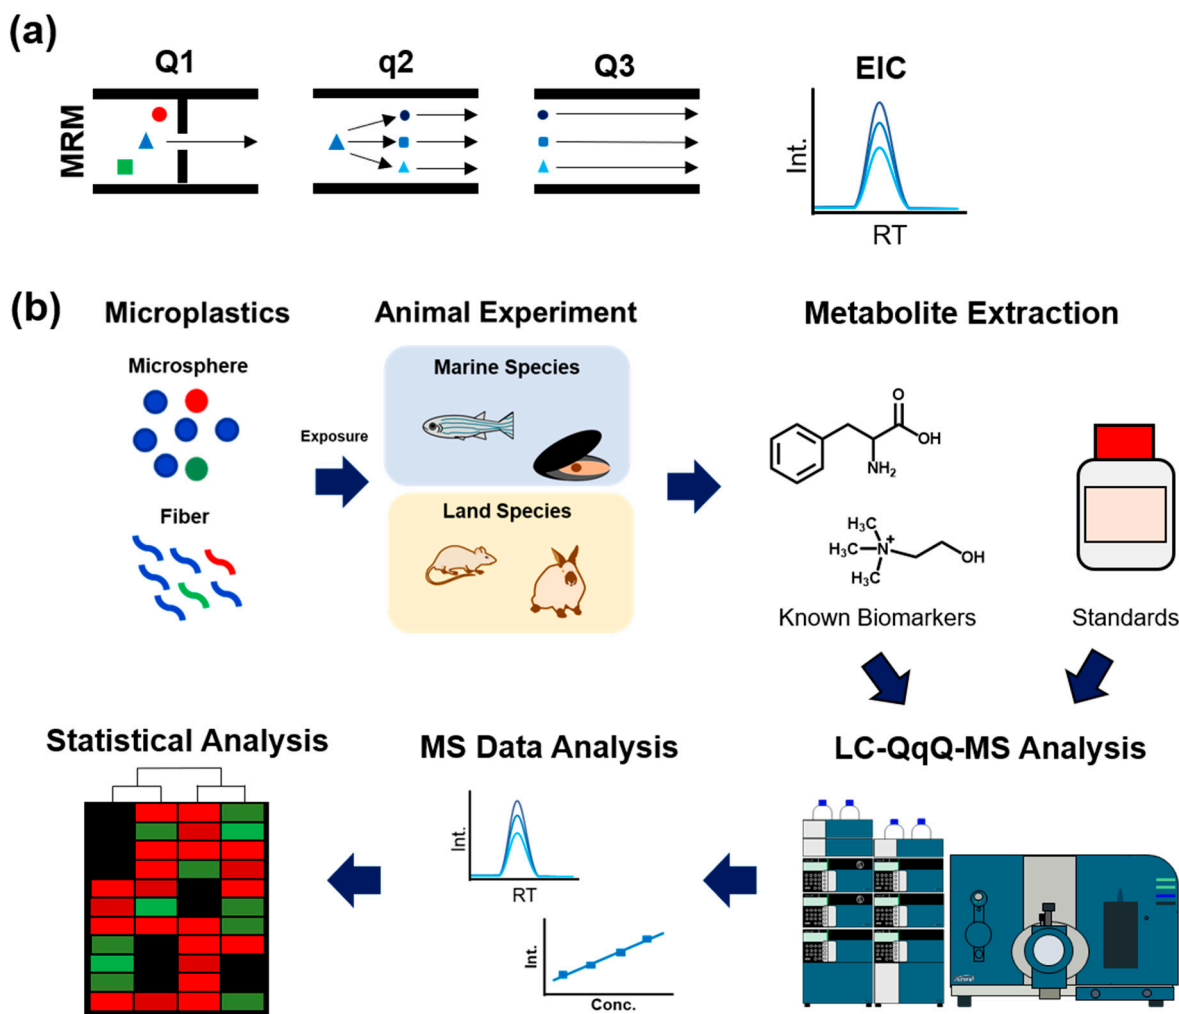 (a)
Q1
q2
Q3
EIC
MRM
Int.
RT
(b)
Microplastics
Animal Experiment
Metabolite Extraction
Microsphere
Marine Species
Exposure
Fiber
Land Species
O
OH
NH₂
H₃C
H₃C
N⁺
H₃C
OH
Known Biomarkers
Standards
Statistical Analysis
MS Data Analysis
LC-QqQ-MS Analysis
Int.
RT
Int.
Conc.